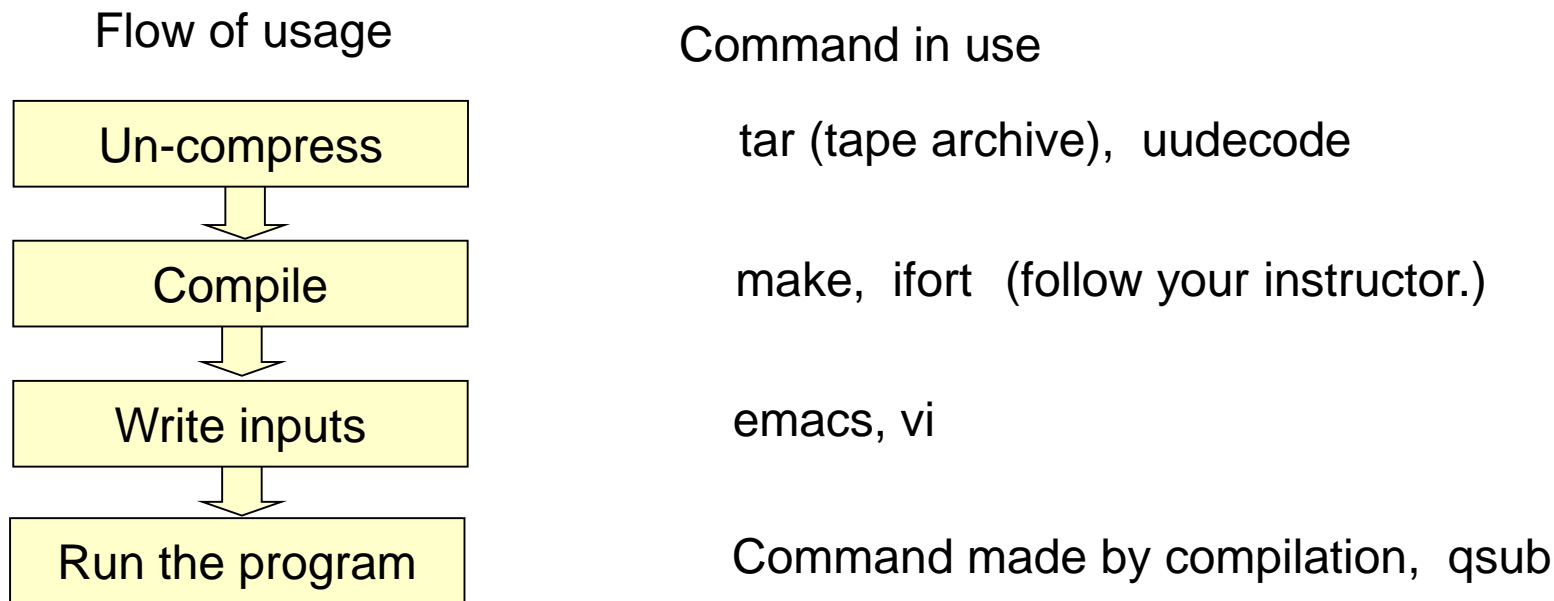 Flow of usage
Command in use
Un-compress
tar (tape archive), uudecode
Compile
make, ifort (follow your instructor.)
Write inputs
emacs, vi
Run the program
Command made by compilation, qsub